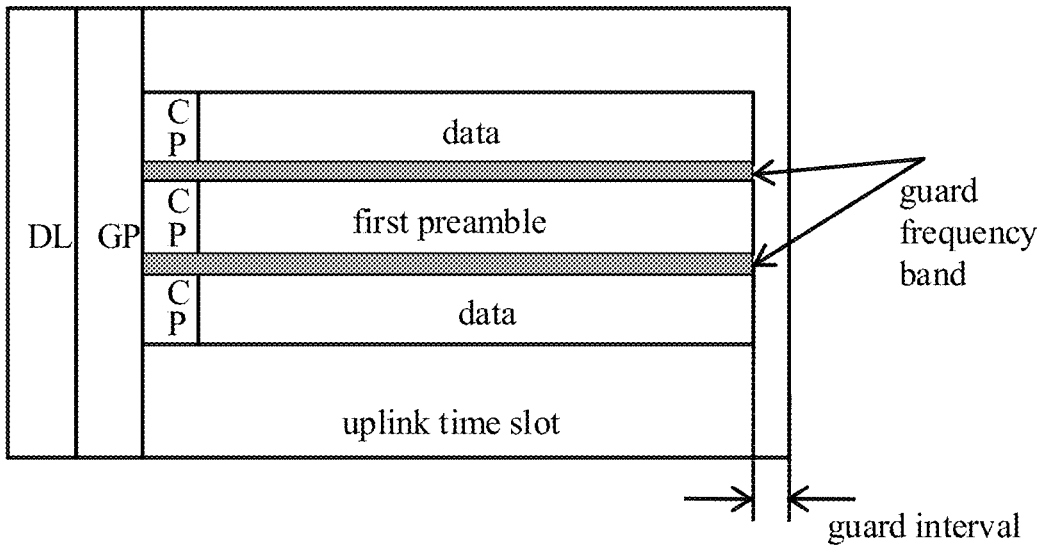 C
P
data
C
P
first preamble
DL
GP
C
P
data
guard
frequency
band
uplink time slot
guard interval